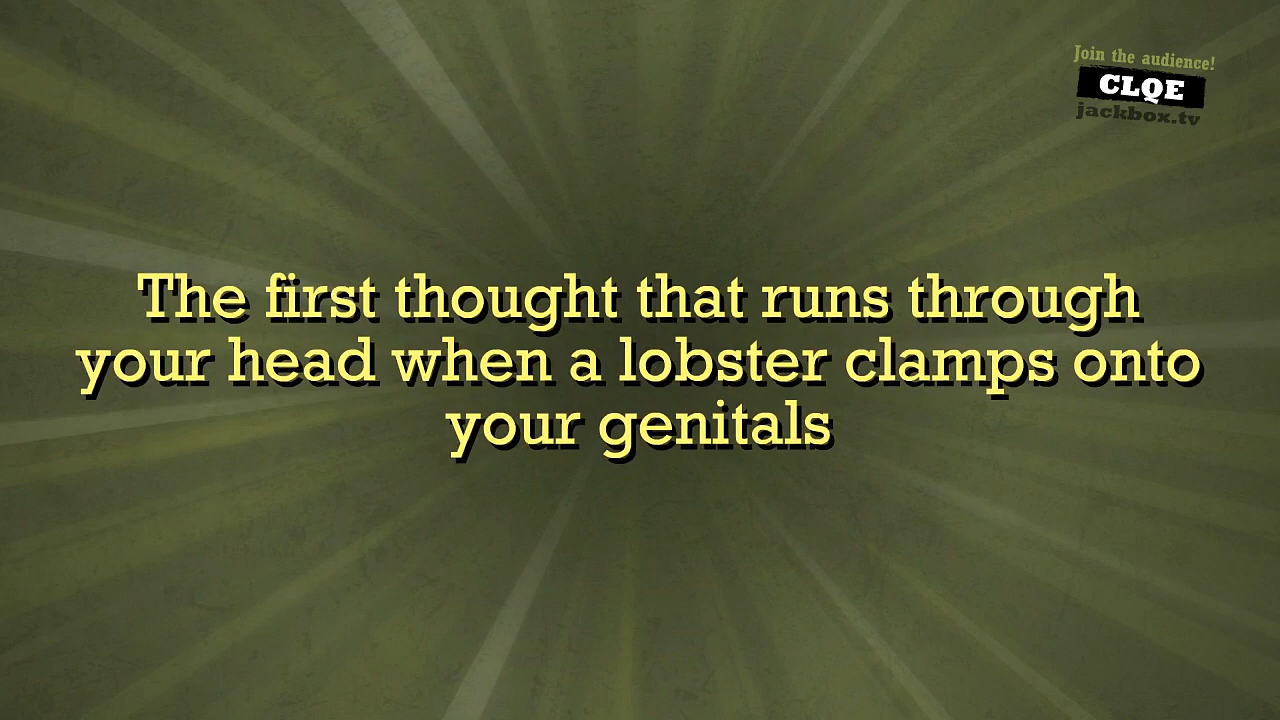 Join the audience!
CLQE
jackbox.tv
The first thought that runs through
your head when a lobster clamps onto
your genitals